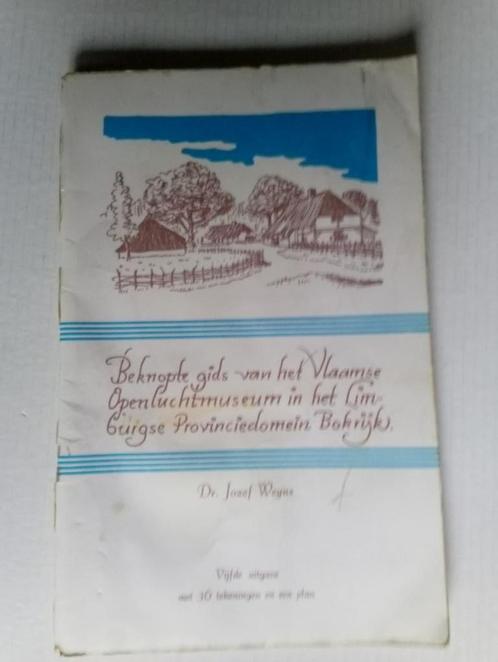 Beknopte gids van het Vlaamse
Openluchtmuseum in het Lim-
burgse Provinciedomein Bokrijk.
Dr. Jozef Weyns
Vijfde uitgave
met 36 tekeningen en een plan